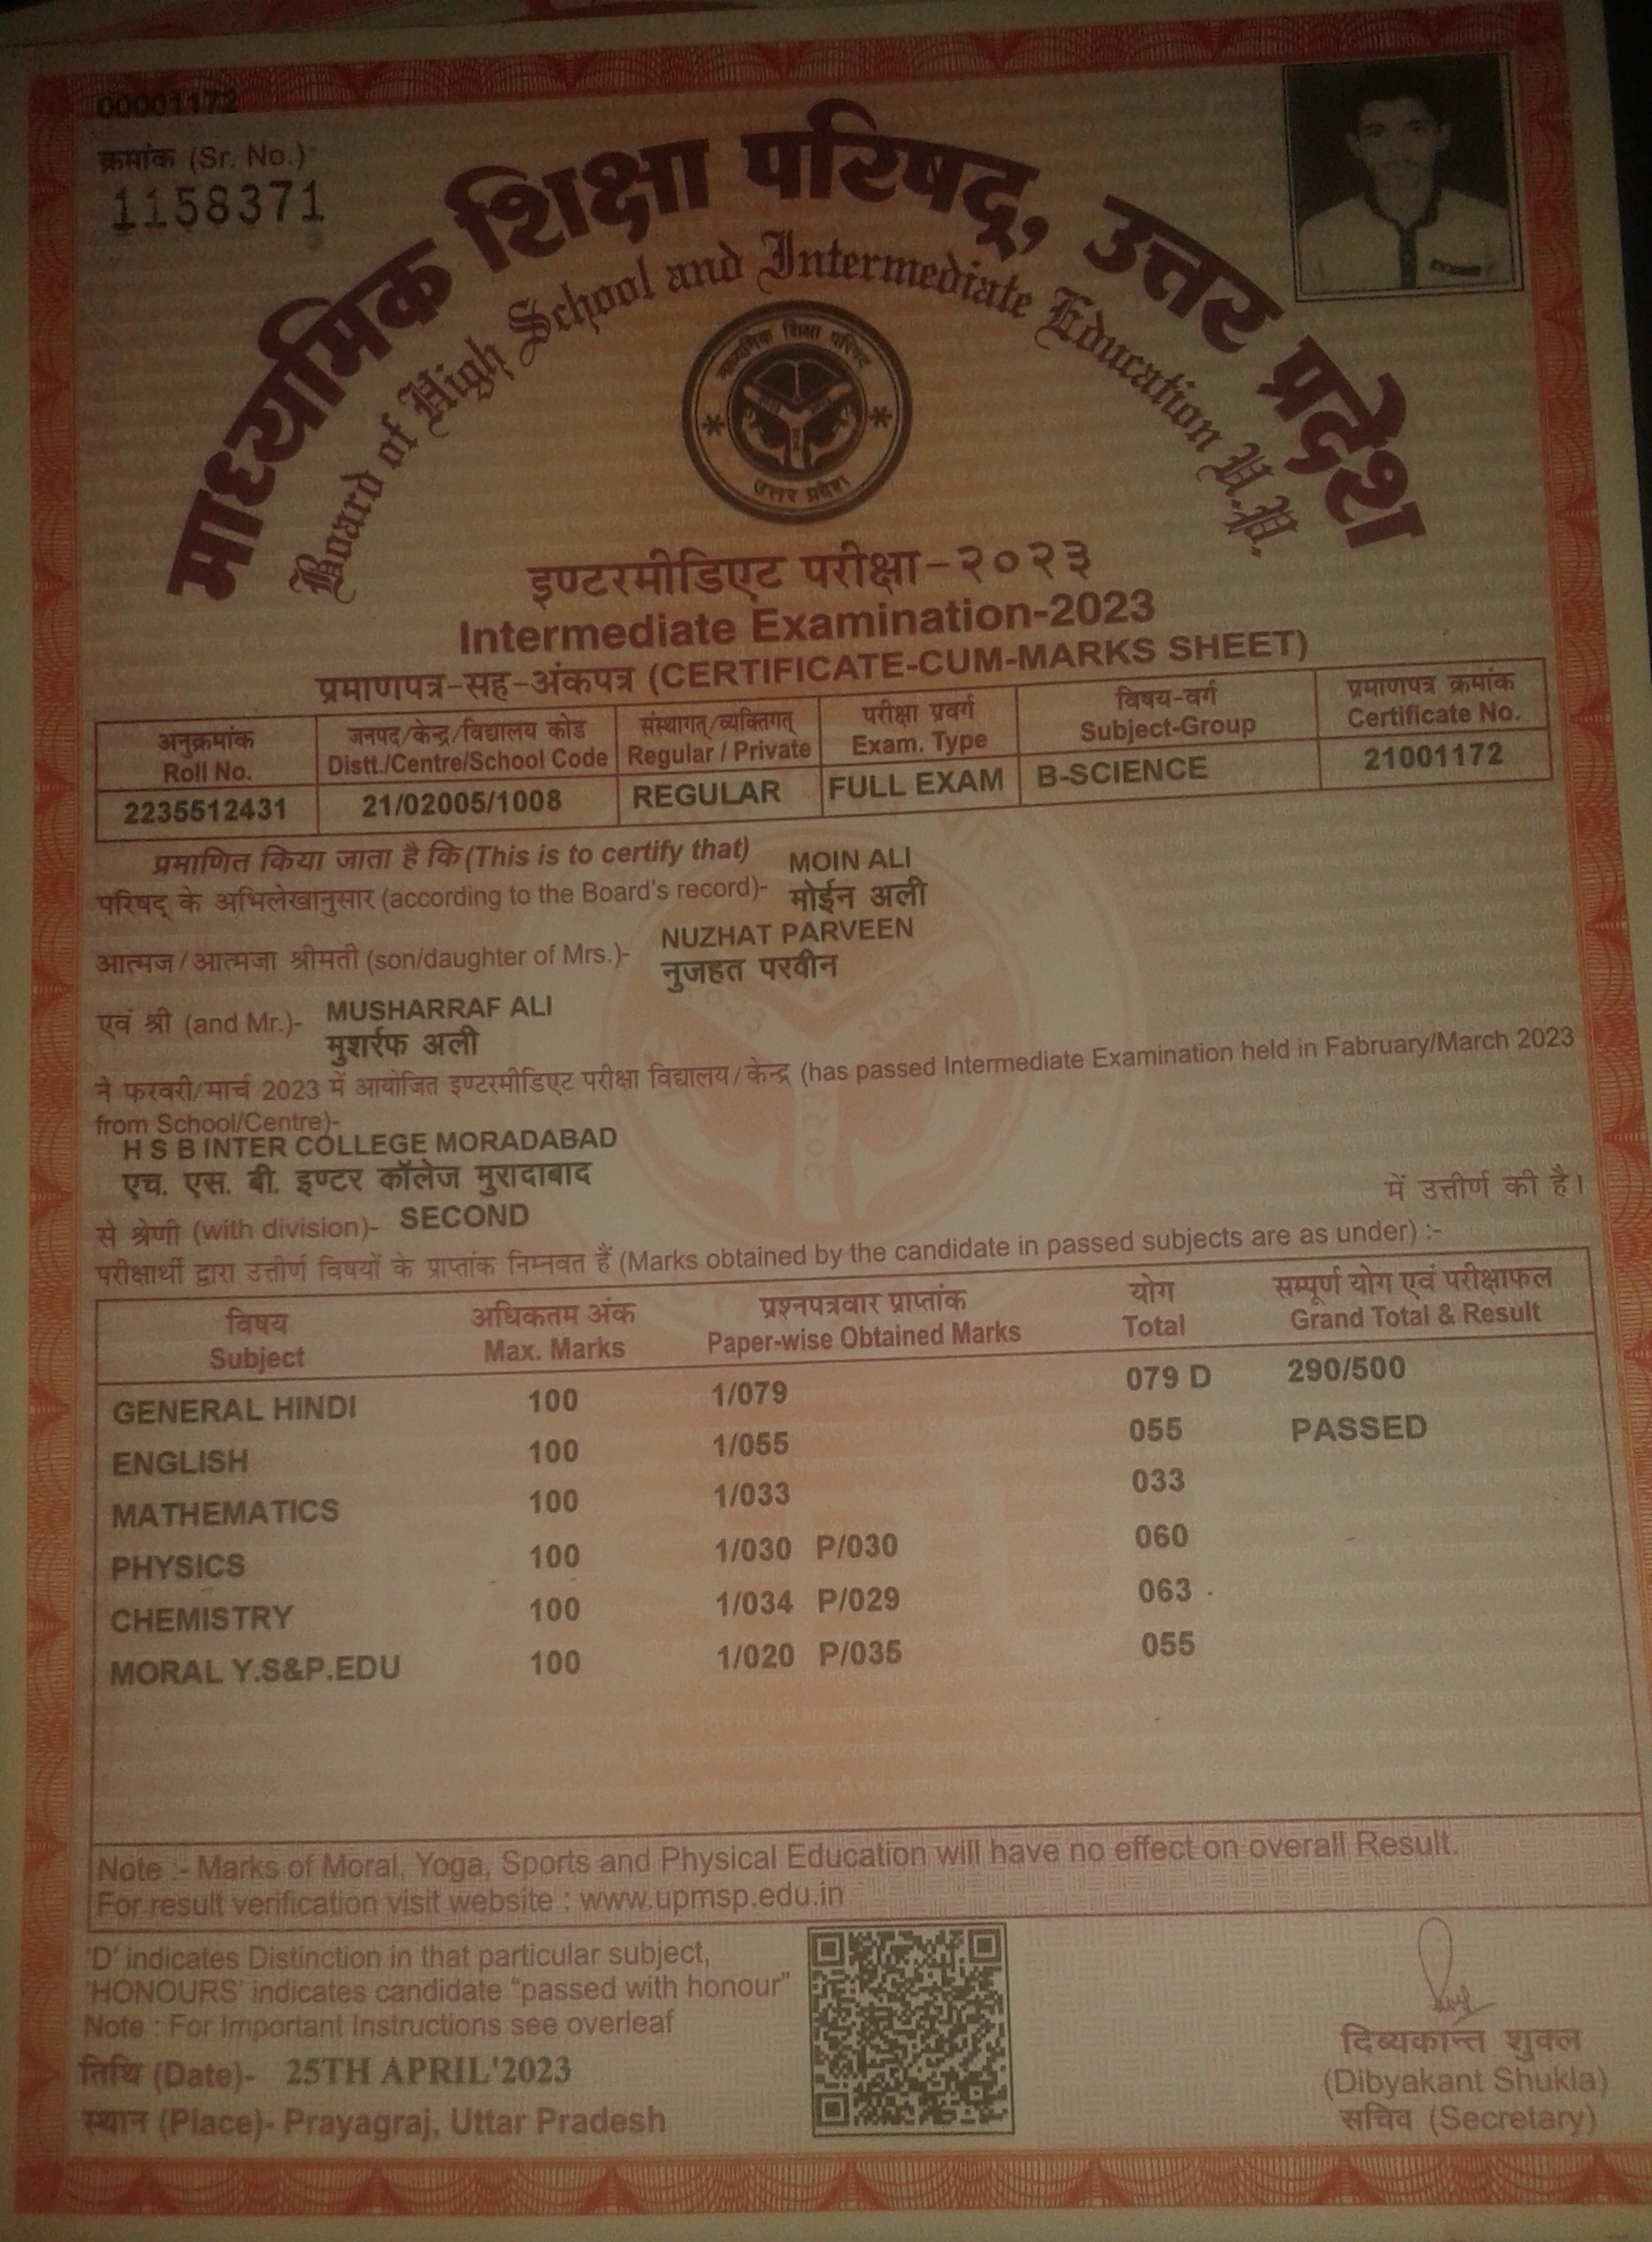 00001172
क्रमांक (Sr. No.)-
1158371
माध्यमिक शिक्षा परिषद्, उत्तर प्रदेश
Board of High School and Intermediate Education U.P.
माध्यमिक शिक्षा परिषद
उत्तर प्रदेश
इण्टरमीडिएट परीक्षा-२०२३
Intermediate Examination-2023
प्रमाणपत्र-सह-अंकपत्र (CERTIFICATE-CUM-MARKS SHEET)
अनुक्रमांक जनपद/केन्द्र/विद्यालय कोड संस्थागत्/व्यक्तिगत् परीक्षा प्रवर्ग विषय-वर्ग प्रमाणपत्र क्रमांक
Roll No. Distt./Centre/School Code Regular / Private Exam. Type Subject-Group Certificate No.
2235512431 21/02005/1008 REGULAR FULL EXAM B-SCIENCE 21001172
प्रमाणित किया जाता है कि (This is to certify that) MOIN ALI
परिषद् के अभिलेखानुसार (according to the Board's record)- मोईन अली
NUZHAT PARVEEN
आत्मज/आत्मजा श्रीमती (son/daughter of Mrs.)- नुजहत परवीन
एवं श्री (and Mr.)- MUSHARRAF ALI
मुशर्रफ अली
ने फरवरी/मार्च 2023 में आयोजित इण्टरमीडिएट परीक्षा विद्यालय/केन्द्र (has passed Intermediate Examination held in Fabruary/March 2023
from School/Centre)-
H S B INTER COLLEGE MORADABAD
एच. एस. बी. इण्टर कॉलेज मुरादाबाद
से श्रेणी (with division)- SECOND में उत्तीर्ण की है।
परीक्षार्थी द्वारा उत्तीर्ण विषयों के प्राप्तांक निम्नवत हैं (Marks obtained by the candidate in passed subjects are as under) :-
विषय अधिकतम अंक प्रश्नपत्रवार प्राप्तांक योग सम्पूर्ण योग एवं परीक्षाफल
Subject Max. Marks Paper-wise Obtained Marks Total Grand Total & Result
GENERAL HINDI 100 1/079 079 D 290/500
ENGLISH 100 1/055 055 PASSED
MATHEMATICS 100 1/033 033
PHYSICS 100 1/030 P/030 060
CHEMISTRY 100 1/034 P/029 063
MORAL Y.S&P.EDU 100 1/020 P/035 055
Note :- Marks of Moral, Yoga, Sports and Physical Education will have no effect on overall Result.
For result verification visit website : www.upmsp.edu.in
'D' indicates Distinction in that particular subject,
'HONOURS' indicates candidate "passed with honour"
Note : For Important Instructions see overleaf
तिथि (Date)- 25TH APRIL'2023
स्थान (Place)- Prayagraj, Uttar Pradesh
दिव्यकान्त शुक्ल
(Dibyakant Shukla)
सचिव (Secretary)